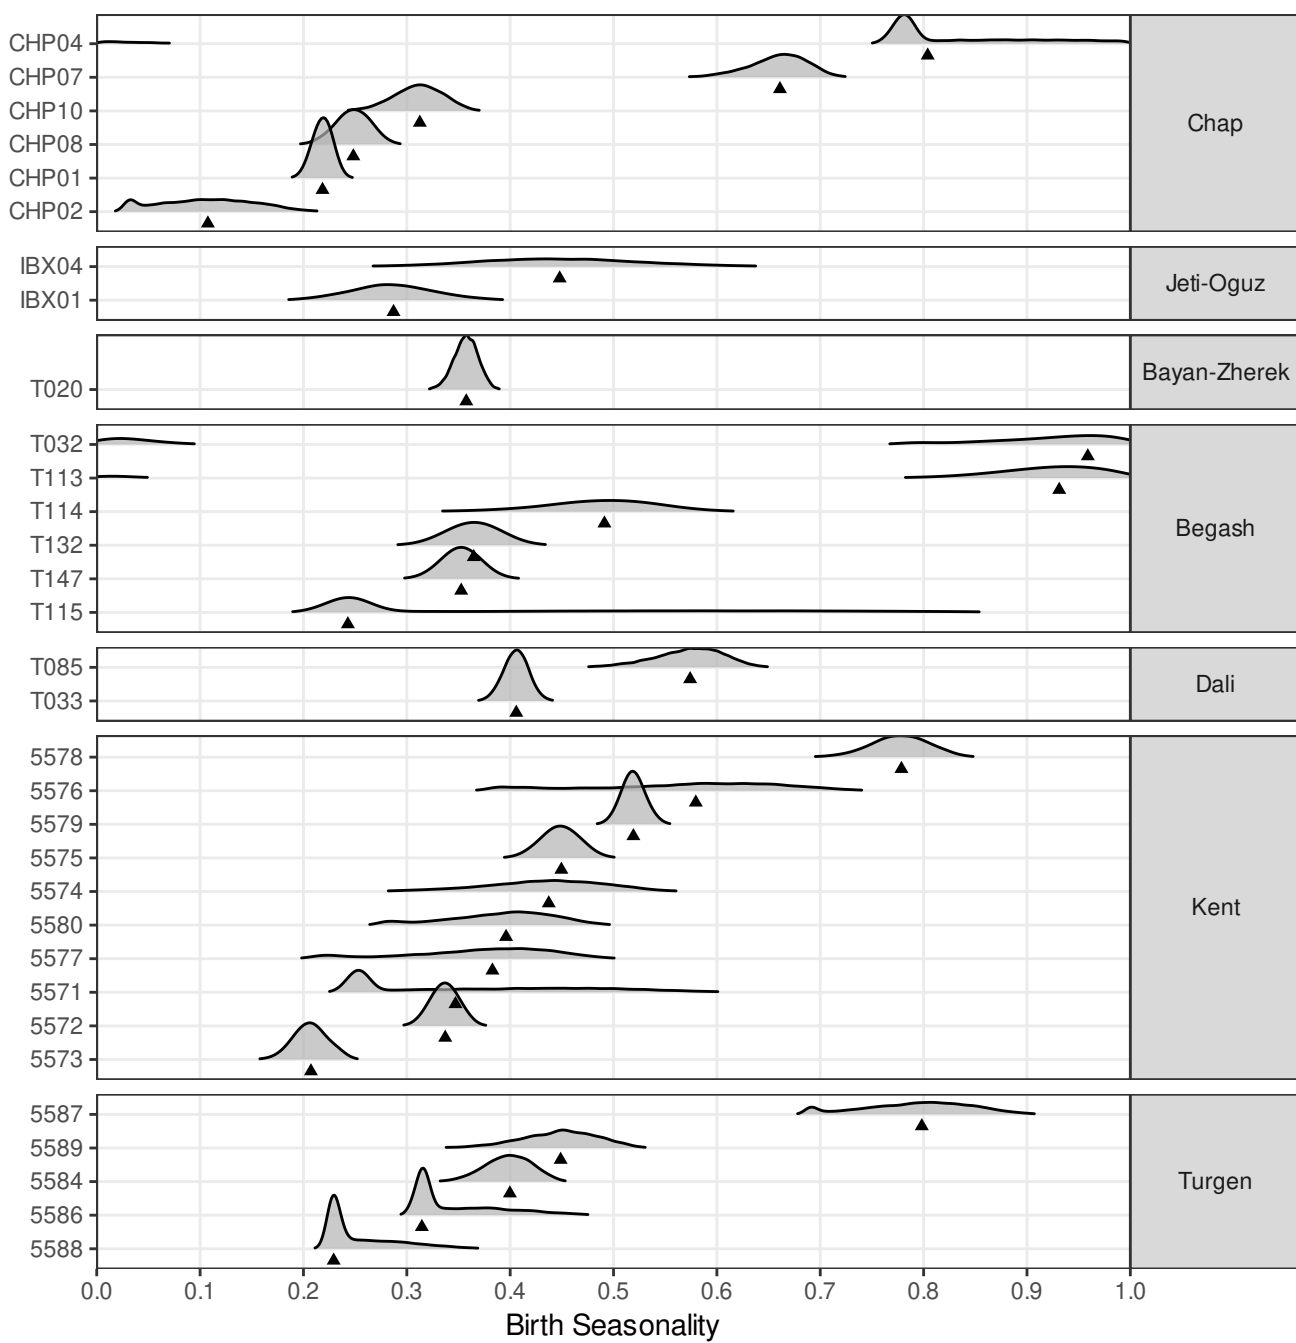 CHP04
CHP07
CHP10
CHP08
CHP01
CHP02
Chap
IBX04
IBX01
Jeti-Oguz
T020
Bayan-Zherek
T032
T113
T114
T132
T147
T115
Begash
T085
T033
Dali
5578
5576
5579
5575
5574
5580
5577
5571
5572
5573
Kent
5587
5589
5584
5586
5588
Turgen
0.0 0.1 0.2 0.3 0.4 0.5 0.6 0.7 0.8 0.9 1.0
Birth Seasonality